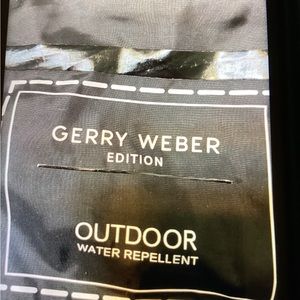 GERRY WEBER
EDITION
OUTDOOR
WATER REPELLENT